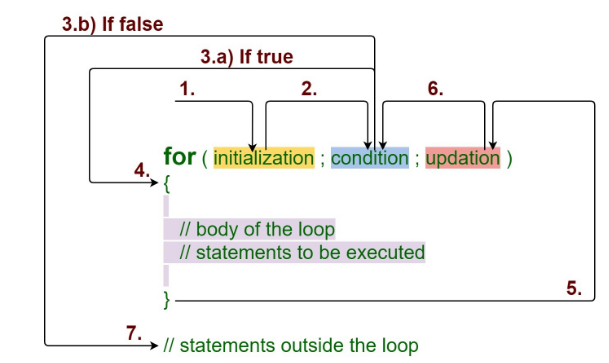 3.b) If false
3.a) If true
1. 2. 6.
for ( initialization ; condition ; updation )
4. {
// body of the loop
// statements to be executed
5.
}
7. // statements outside the loop